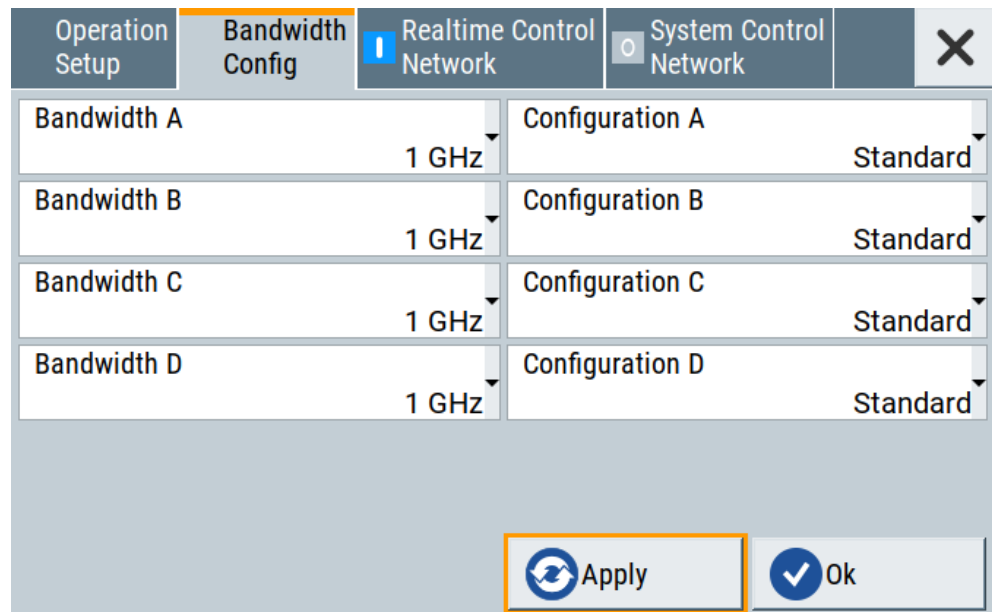 Operation Setup
Bandwidth Config
Realtime Control Network
System Control Network
Bandwidth A
1 GHz
Configuration A
Standard
Bandwidth B
1 GHz
Configuration B
Standard
Bandwidth C
1 GHz
Configuration C
Standard
Bandwidth D
1 GHz
Configuration D
Standard
Apply
Ok